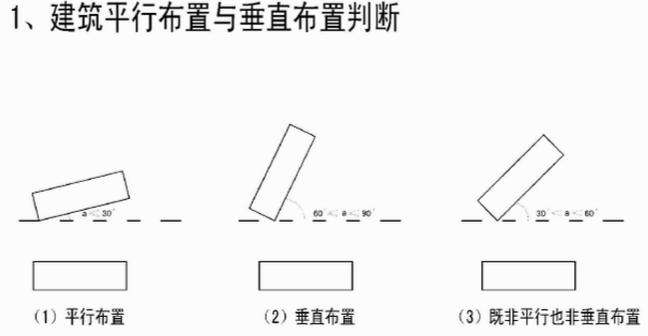 1、建筑平行布置与垂直布置判断
a < 30°
60°< a < 90°
30°< a < 60°
（1）平行布置
（2）垂直布置
（3）既非平行也非垂直布置